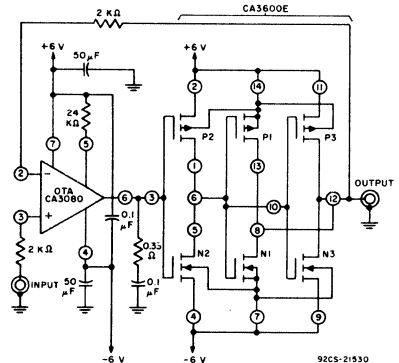 CA3600E
2 KΩ
+6 V
50 μF
+6 V
2
14
11
24
KΩ
P2
P1
P3
7
5
1
13
2
OTA
CA3080
6
3
6
10
12
OUTPUT
3
5
8
4
0.1
μF
0.35
Ω
N2
N1
N3
2 KΩ
50
μF
0.1
μF
INPUT
4
7
9
-6 V
-6 V
92CS-21530